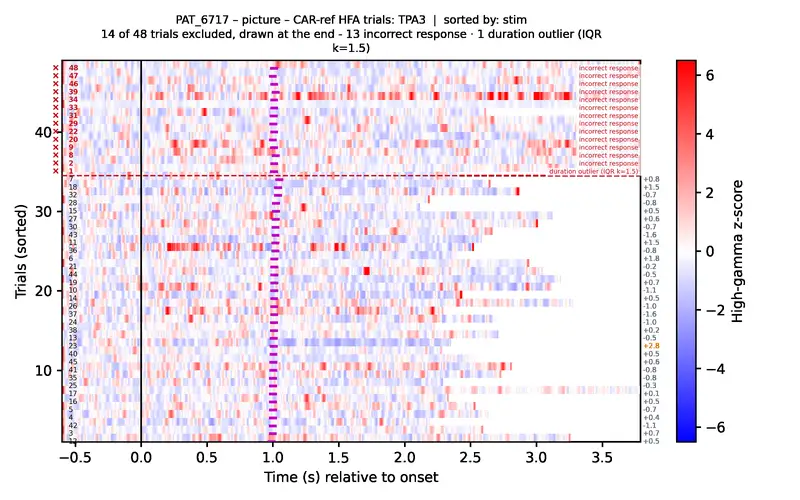 PAT_6717 – picture – CAR-ref HFA trials: TPA3 | sorted by: stim
14 of 48 trials excluded, drawn at the end - 13 incorrect response · 1 duration outlier (IQR
k=1.5)
× 48 incorrect response
× 47 incorrect response
× 46 incorrect response
× 39 incorrect response
× 34 incorrect response
× 33 incorrect response
× 31 incorrect response
× 29 incorrect response
× 22 incorrect response
× 20 incorrect response
× 9 incorrect response
× 8 incorrect response
× 2 incorrect response
× 1 duration outlier (IQR k=1.5)
7 +0.8
18 +1.5
32 -0.7
28 -0.8
15 +0.5
27 +0.6
30 -0.7
43 -1.6
11 +1.5
36 -0.8
6 +1.8
21 -0.2
44 -0.5
19 +0.7
10 -1.1
14 +0.5
26
37 -1.6
24 -1.0
38 +0.2
13 -0.5
23 +2.8
40 +0.5
45 +0.6
41 -0.8
35 -0.8
25 -0.3
17 +0.1
16 +0.5
5 -0.7
4 +0.4
42 -1.1
3 +0.7
12 +0.5
40
30
20
10
Trials (sorted)
−0.5 0.0 0.5 1.0 1.5 2.0 2.5 3.0 3.5
Time (s) relative to onset
6
4
2
0
−2
−4
−6
High-gamma z-score